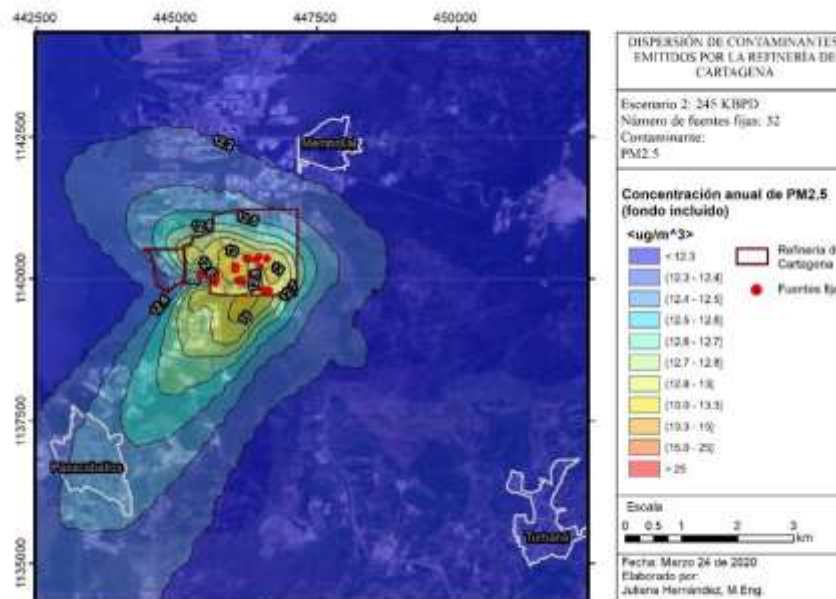 442500 445000 447500 450000
1142500
1140000
1137500
1135000
Membrillal
Pasacaballos
Turbana
12.4
12.6
13
DISPERSIÓN DE CONTAMINANTES
EMITIDOS POR LA REFINERÍA DE
CARTAGENA
Escenario 2: 245 KBPD
Número de fuentes fijas: 32
Contaminante:
PM2.5
Concentración anual de PM2.5
(fondo incluido)
<ug/m^3>
< 12.3
(12.3 - 12.4]
(12.4 - 12.5]
(12.5 - 12.6]
(12.6 - 12.7]
(12.7 - 12.8]
(12.8 - 13]
(13.0 - 13.3]
(13.3 - 15]
(15.0 - 25]
> 25
Refinería de
Cartagena
Fuentes fij
Escala
0 0.5 1 2 3
km
Fecha: Marzo 24 de 2020
Elaborado por:
Juliana Hernández, M.Eng.